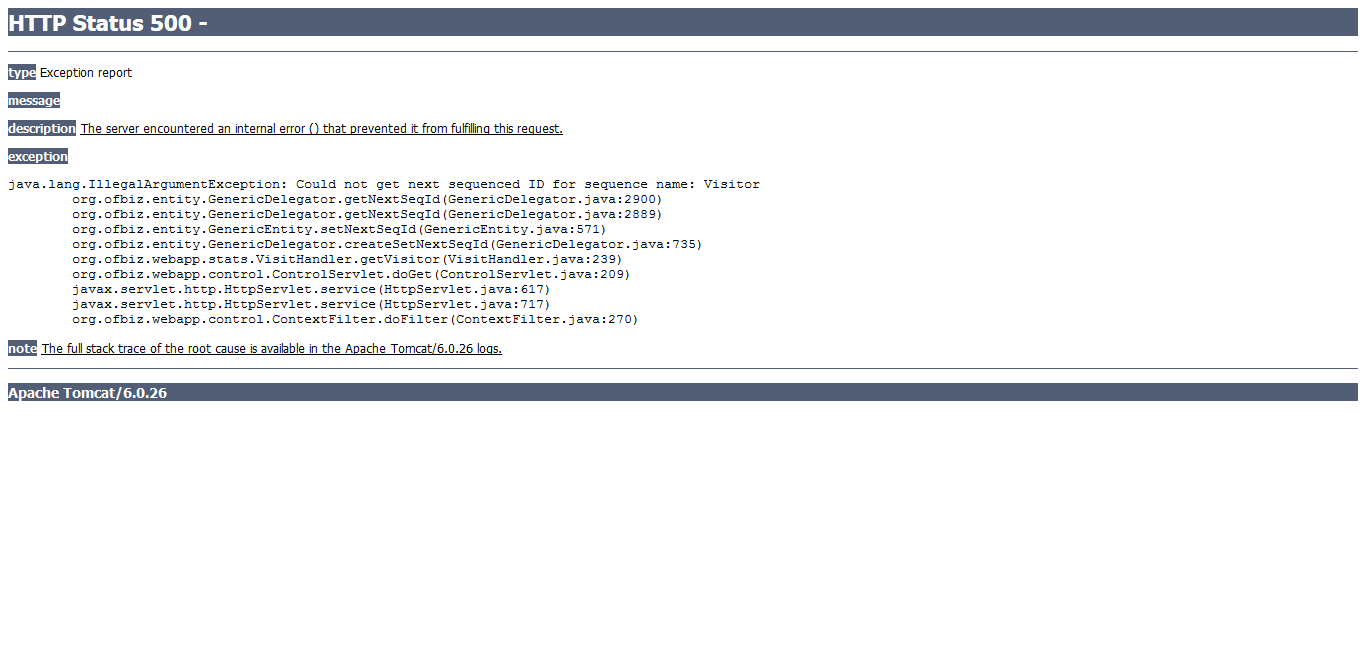 HTTP Status 500 -
type Exception report
message
description The server encountered an internal error () that prevented it from fulfilling this request.
exception
java.lang.IllegalArgumentException: Could not get next sequenced ID for sequence name: Visitor
org.ofbiz.entity.GenericDelegator.getNextSeqId(GenericDelegator.java:2900)
org.ofbiz.entity.GenericDelegator.getNextSeqId(GenericDelegator.java:2889)
org.ofbiz.entity.GenericEntity.setNextSeqId(GenericEntity.java:571)
org.ofbiz.entity.GenericDelegator.createSetNextSeqId(GenericDelegator.java:735)
org.ofbiz.webapp.stats.VisitHandler.getVisitor(VisitHandler.java:239)
org.ofbiz.webapp.control.ControlServlet.doGet(ControlServlet.java:209)
javax.servlet.http.HttpServlet.service(HttpServlet.java:617)
javax.servlet.http.HttpServlet.service(HttpServlet.java:717)
org.ofbiz.webapp.control.ContextFilter.doFilter(ContextFilter.java:270)
note The full stack trace of the root cause is available in the Apache Tomcat/6.0.26 logs.
Apache Tomcat/6.0.26